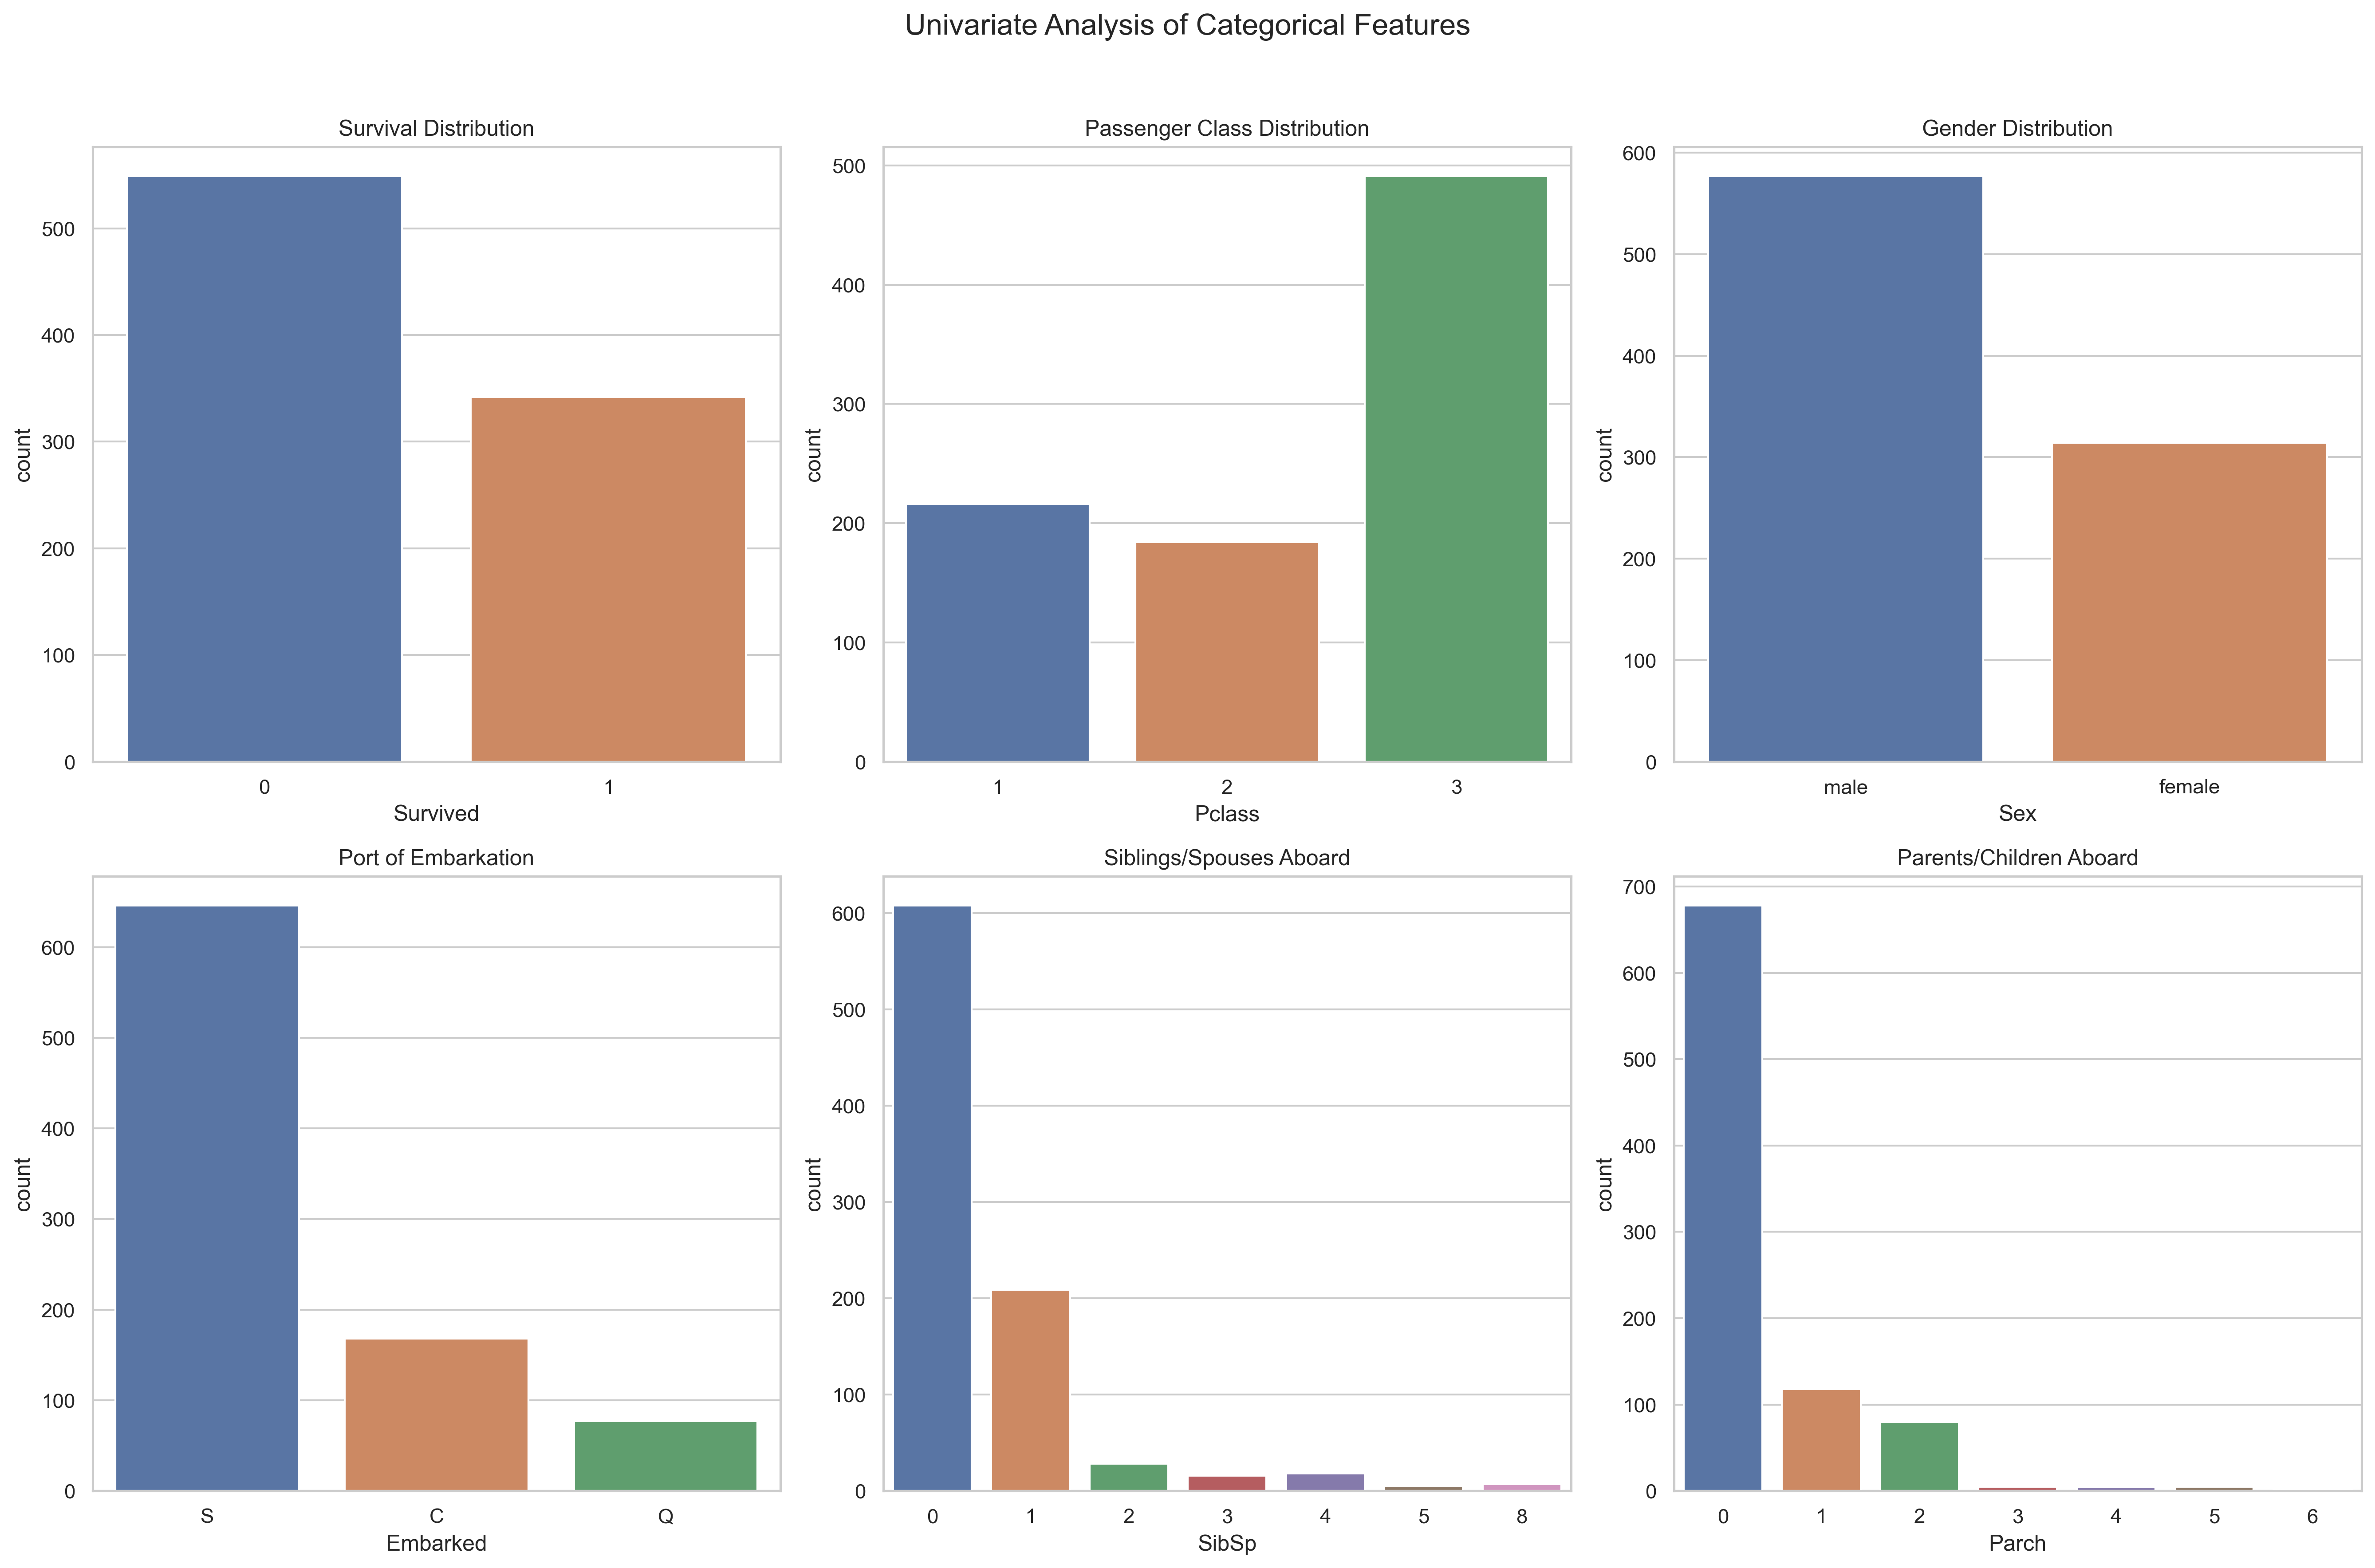 Univariate Analysis of Categorical Features
Survival Distribution
500
400
300
200
100
0
count
0 1
Survived
Passenger Class Distribution
500
400
300
200
100
0
count
1 2 3
Pclass
Gender Distribution
600
500
400
300
200
100
0
count
male female
Sex
Port of Embarkation
600
500
400
300
200
100
0
count
S C Q
Embarked
Siblings/Spouses Aboard
600
500
400
300
200
100
0
count
0 1 2 3 4 5 8
SibSp
Parents/Children Aboard
700
600
500
400
300
200
100
0
count
0 1 2 3 4 5 6
Parch